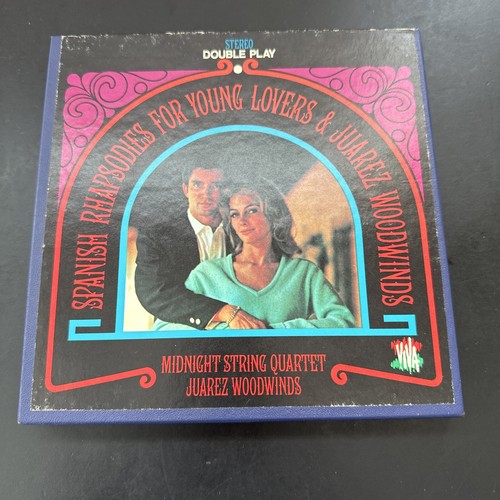 STEREO
DOUBLE PLAY
SPANISH RHAPSODIES FOR YOUNG LOVERS & JUAREZ WOODWINDS
MIDNIGHT STRING QUARTET
JUAREZ WOODWINDS
VIVA